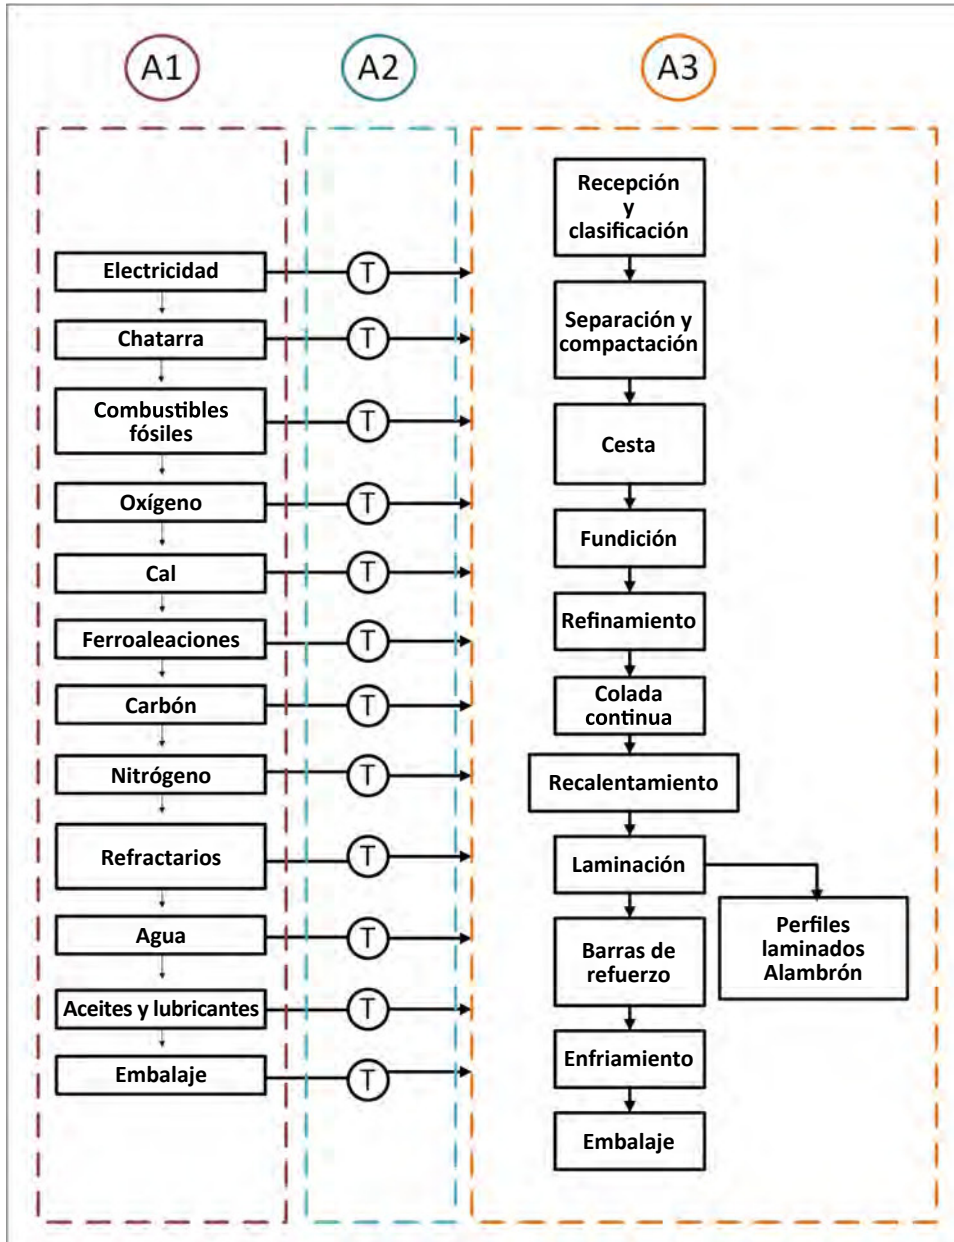 A1
A2
A3
Electricidad
T
Chatarra
T
Combustibles
fósiles
T
Oxígeno
T
Cal
T
Ferroaleaciones
T
Carbón
T
Nitrógeno
T
Refractarios
T
Agua
T
Aceites y lubricantes
T
Embalaje
T
Recepción
y
clasificación
Separación y
compactación
Cesta
Fundición
Refinamiento
Colada
continua
Recalentamiento
Laminación
Perfiles
laminados
Alambrón
Barras de
refuerzo
Enfriamiento
Embalaje